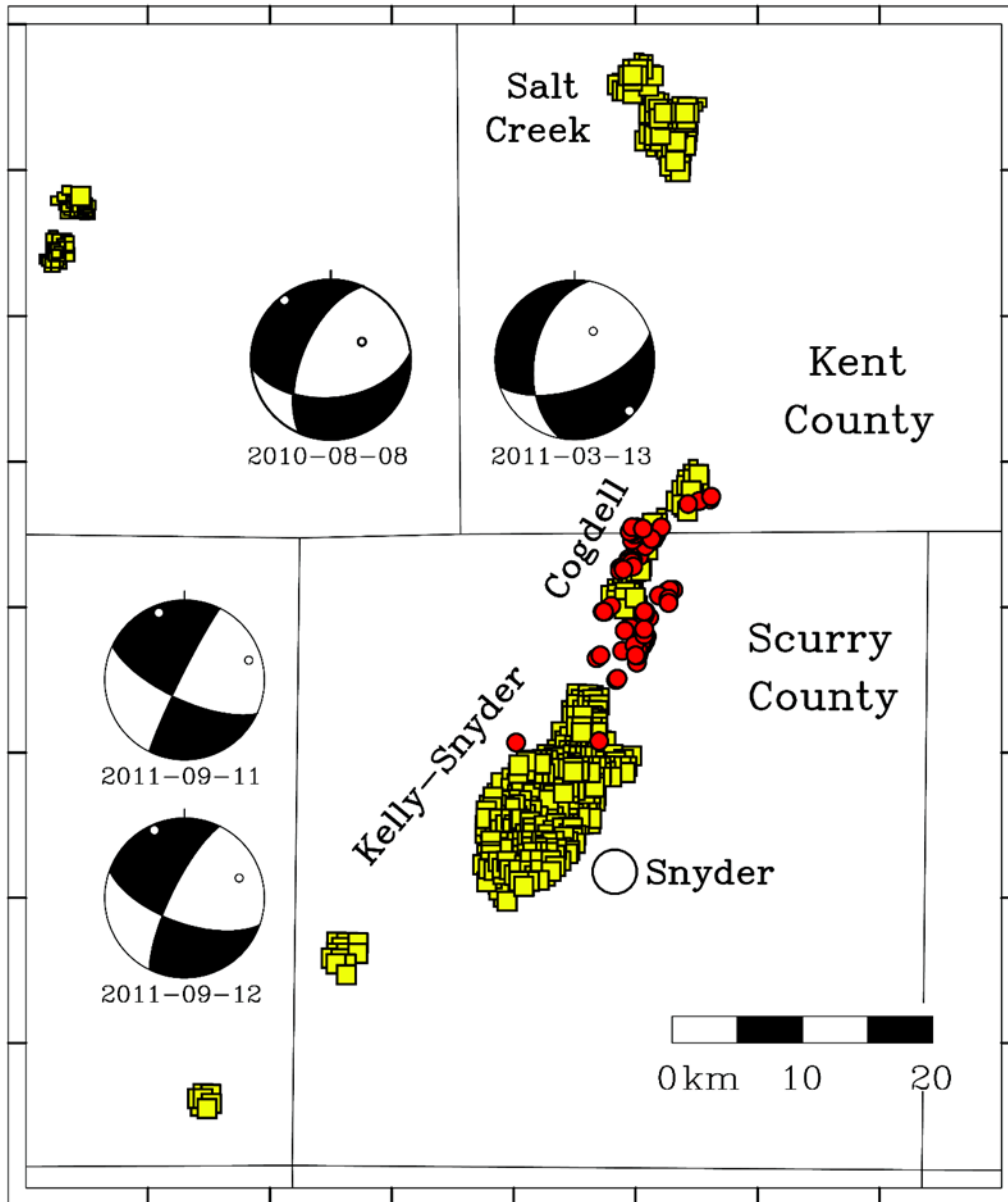 Salt
Creek
Kent
County
2010-08-08
2011-03-13
Cogdell
Scurry
County
Kelly-Snyder
2011-09-11
Snyder
2011-09-12
0km 10 20